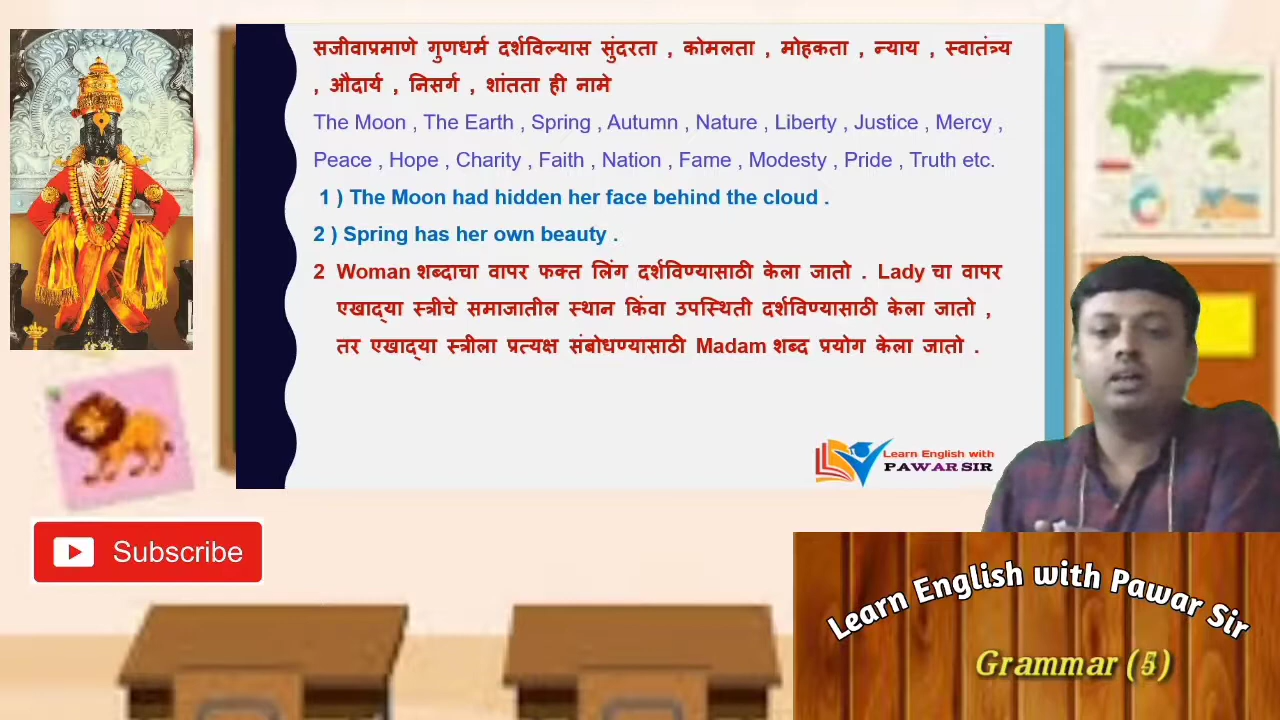 सजीवाप्रमाणे गुणधर्म दर्शविल्यास सुंदरता , कोमलता , मोहकता , न्याय , स्वातंत्र्य
, औदार्य , निसर्ग , शांतता ही नामे
The Moon , The Earth , Spring , Autumn , Nature , Liberty , Justice , Mercy ,
Peace , Hope , Charity , Faith , Nation , Fame , Modesty , Pride , Truth etc.
1 ) The Moon had hidden her face behind the cloud .
2 ) Spring has her own beauty .
2 Woman शब्दाचा वापर फक्त लिंग दर्शविण्यासाठी केला जातो . Lady चा वापर
एखाद्या स्त्रीचे समाजातील स्थान किंवा उपस्थिती दर्शविण्यासाठी केला जातो ,
तर एखाद्या स्त्रीला प्रत्यक्ष संबोधण्यासाठी Madam शब्द प्रयोग केला जातो .
Learn English with
PAWAR SIR
Subscribe
Learn English with Pawar Sir
Grammar (5)